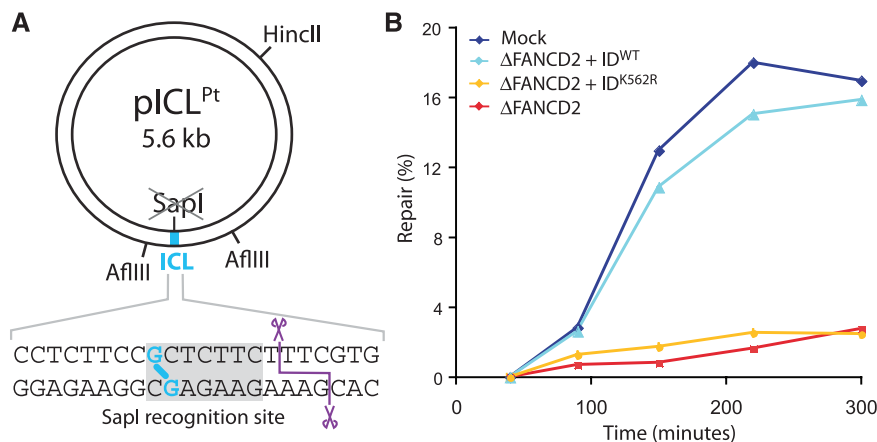 A
HincII
pICL^Pt
5.6 kb
SapI
AflIII
ICL
AflIII
CCTCTTCCGCTCTTCTTTCGTG
GGAGAAGGCGAGAAGAAAGCAC
SapI recognition site
B
Mock
ΔFANCD2 + ID^WT
ΔFANCD2 + ID^K562R
ΔFANCD2
Repair (%)
20
16
12
8
4
0
0
100
200
300
Time (minutes)